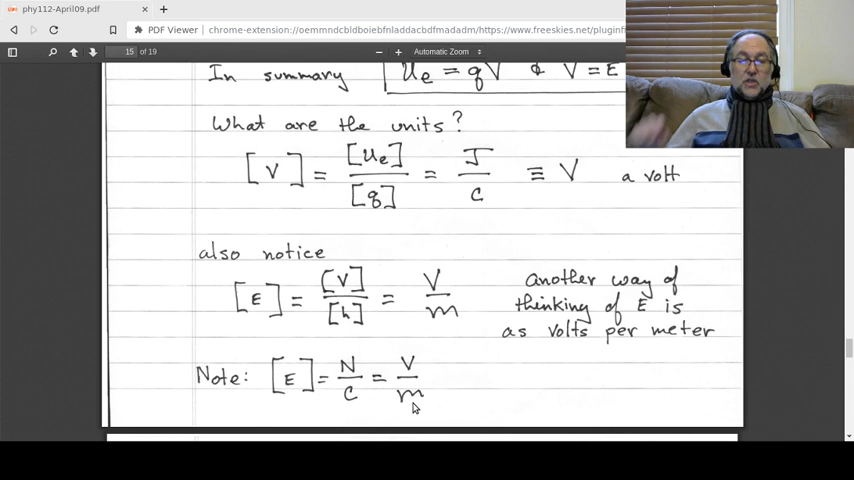 phy112-April09.pdf
PDF Viewer chrome-extension://oemmndcbldboiebfnladdacbdfmadadm/https://www.freeskies.net/pluginfi
15 of 19
Automatic Zoom
In summary Ue = qV & V = E
What are the units?
[V] = [Ue]/[q] = J/C ≡ V a volt
also notice
[E] = [V]/[h] = V/m another way of
thinking of E is
as volts per meter
Note: [E] = N/C = V/m